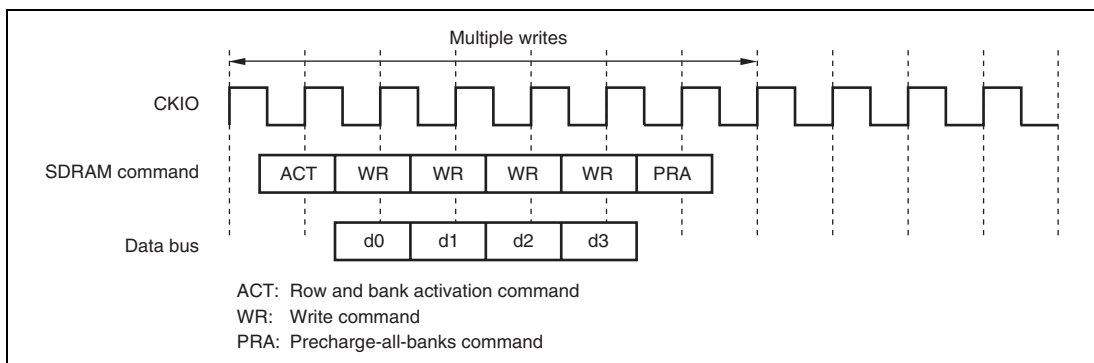 Multiple writes
CKIO
SDRAM command ACT WR WR WR WR PRA
Data bus d0 d1 d2 d3
ACT: Row and bank activation command
WR: Write command
PRA: Precharge-all-banks command